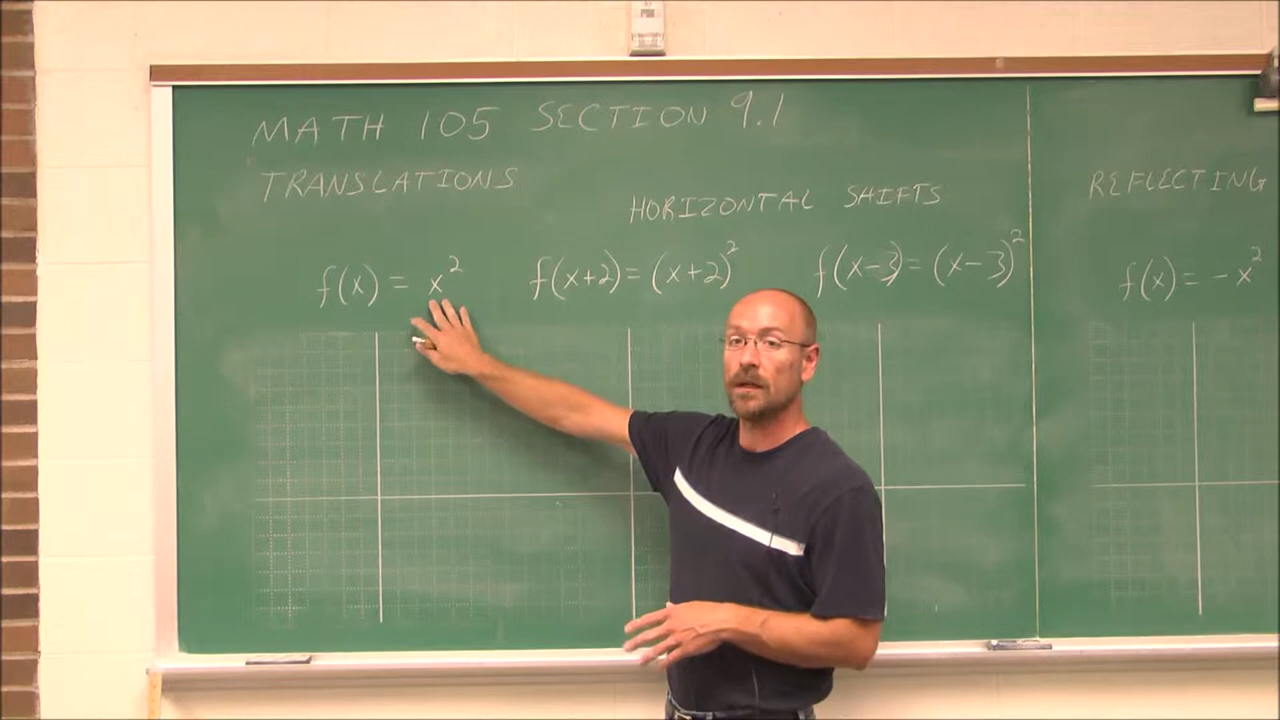 MATH 105 SECTION 9.1
TRANSLATIONS
HORIZONTAL SHIFTS
REFLECTING
f(x) = x²
f(x+2) = (x+2)²
f(x-3) = (x-3)²
f(x) = -x²